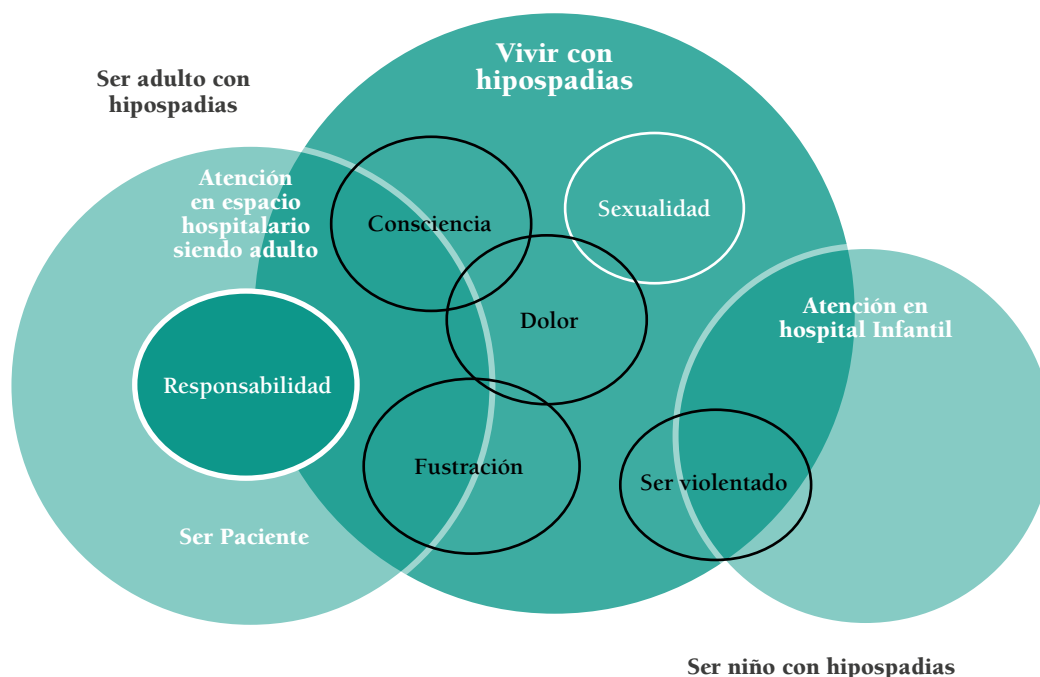 Vivir con
hipospadias
Ser adulto con
hipospadias
Atención
en espacio
hospitalario
siendo adulto
Consciencia
Sexualidad
Dolor
Atención en
hospital Infantil
Responsabilidad
Fustración
Ser violentado
Ser Paciente
Ser niño con hipospadias